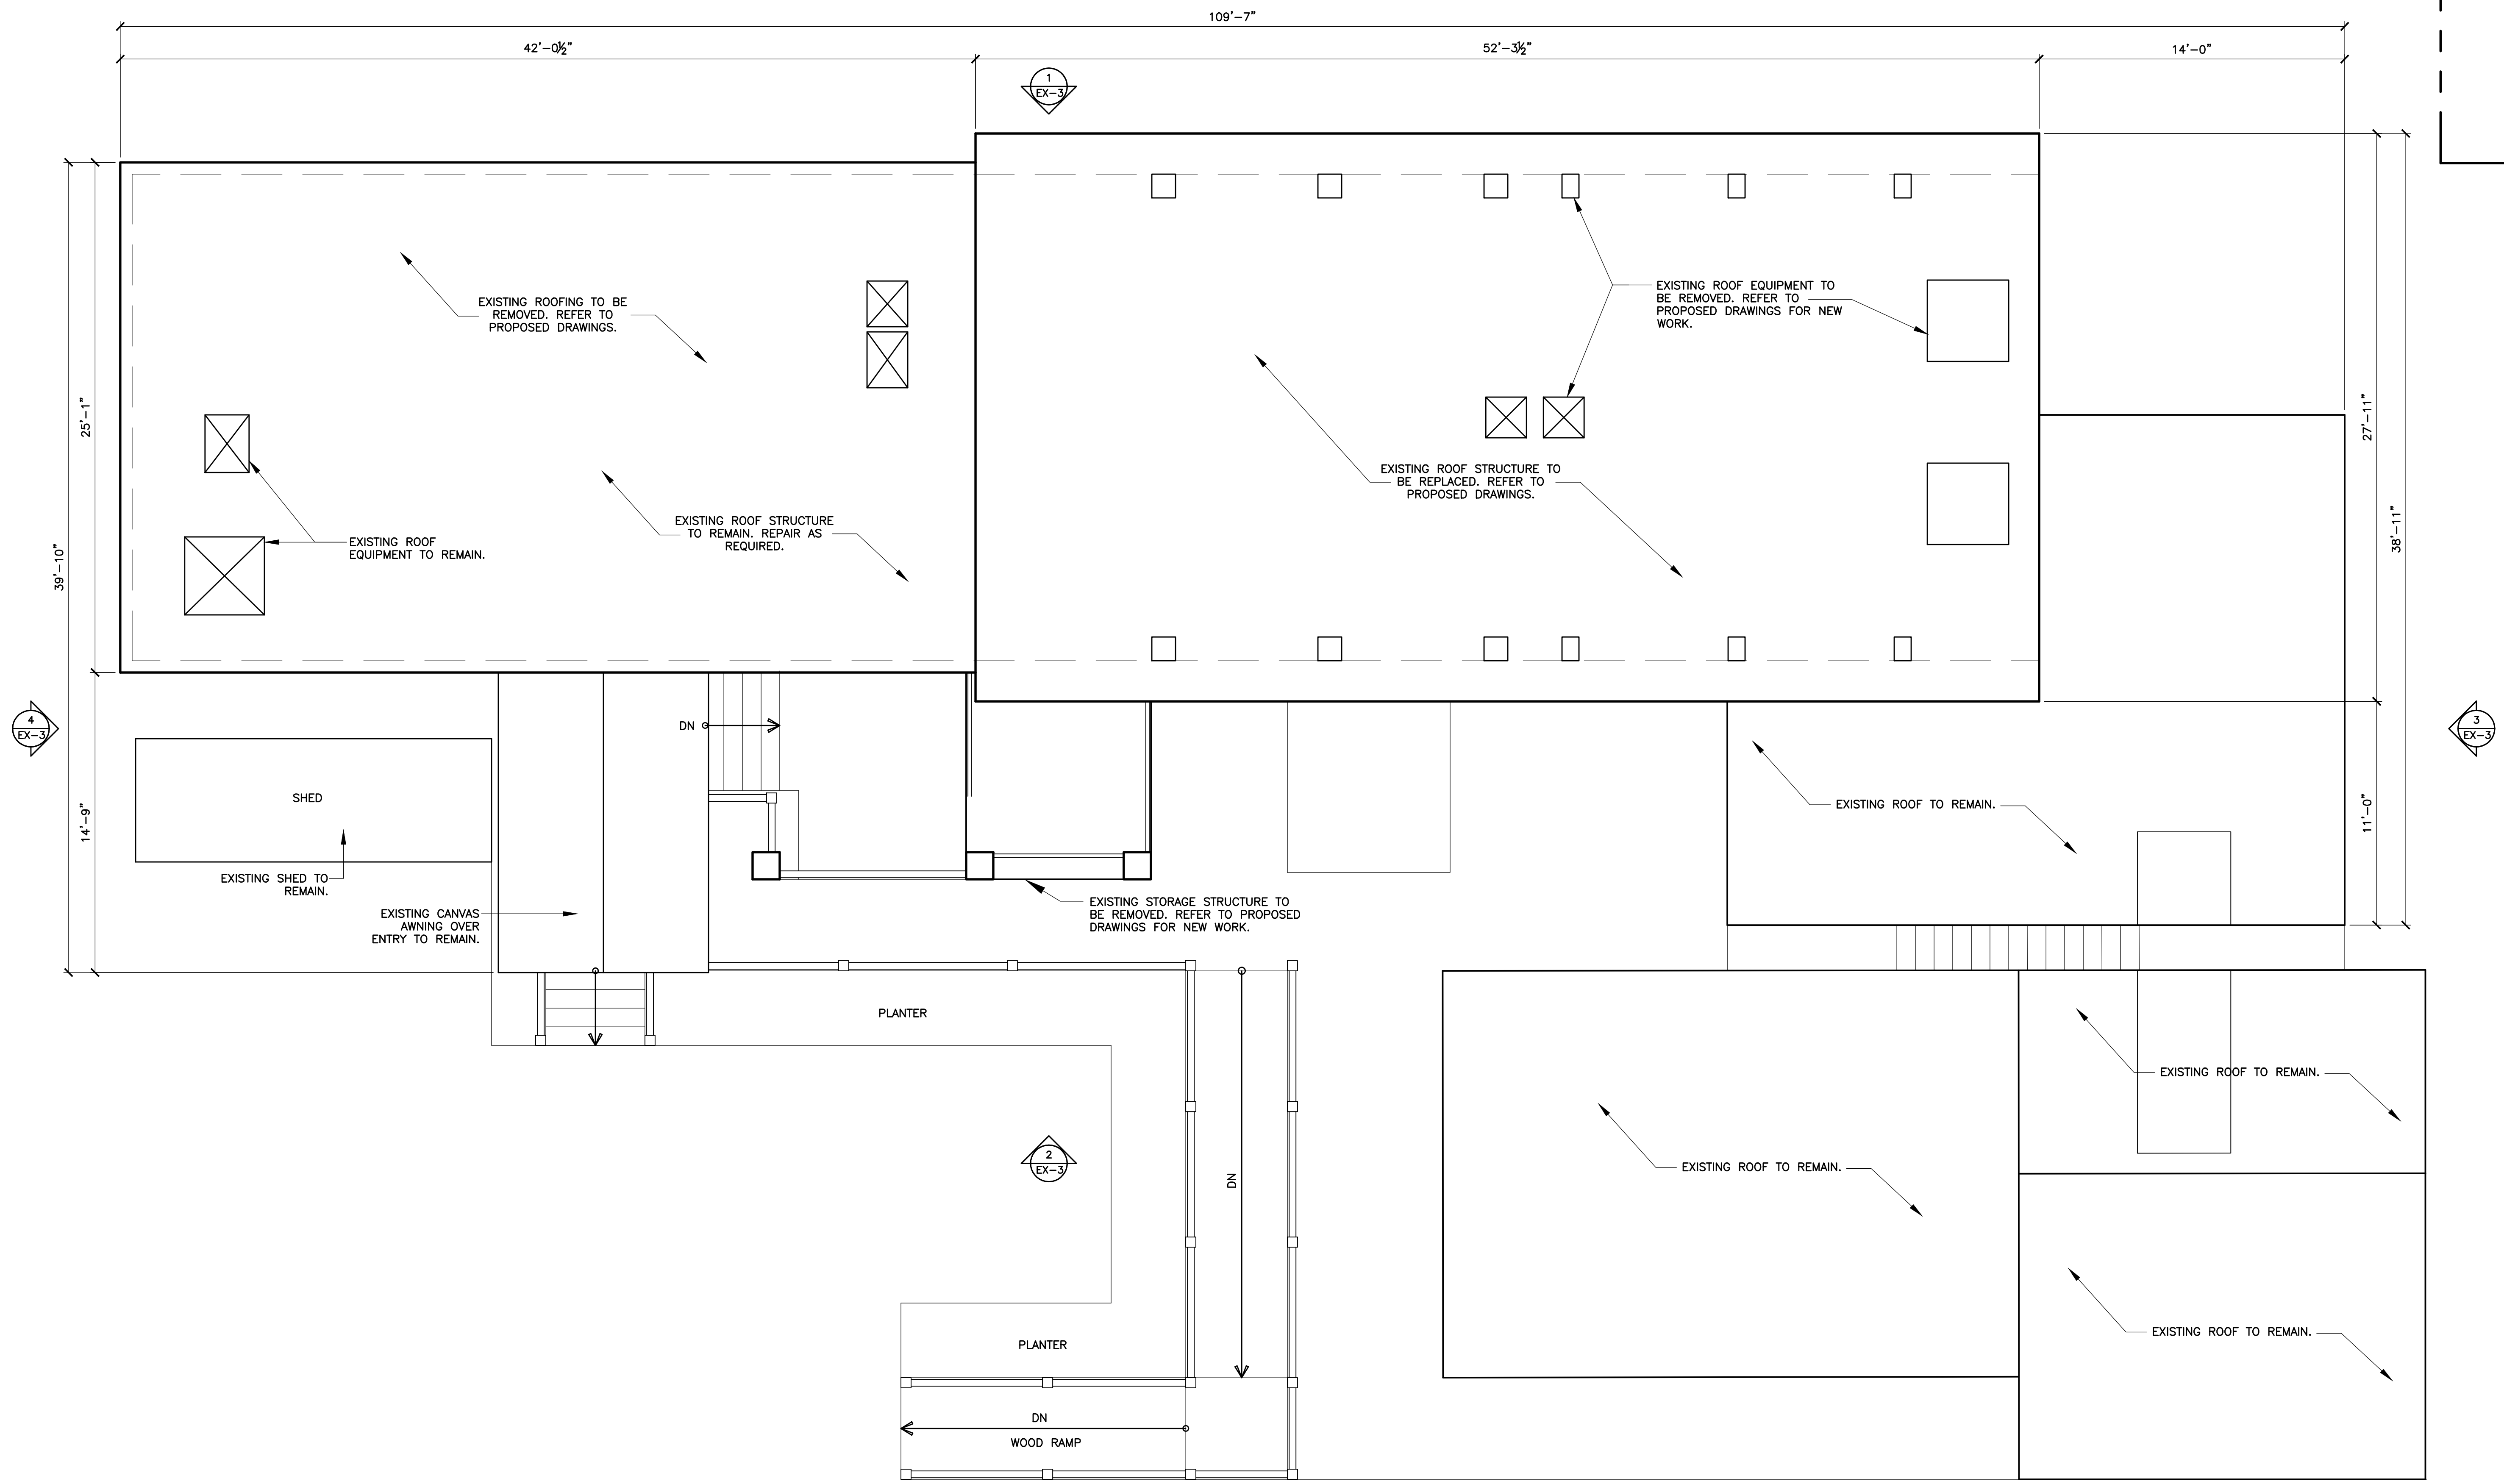 109'-7"
42'-0½"
52'-3½"
14'-0"
1
EX-3
EXISTING ROOFING TO BE
REMOVED. REFER TO
PROPOSED DRAWINGS.
EXISTING ROOF EQUIPMENT TO
BE REMOVED. REFER TO
PROPOSED DRAWINGS FOR NEW
WORK.
25'-1"
27'-11"
EXISTING ROOF STRUCTURE TO
BE REPLACED. REFER TO
PROPOSED DRAWINGS.
EXISTING ROOF STRUCTURE
TO REMAIN. REPAIR AS
REQUIRED.
EXISTING ROOF
EQUIPMENT TO REMAIN.
39'-10"
38'-11"
4
EX-3
DN
3
EX-3
SHED
14'-9"
EXISTING ROOF TO REMAIN.
11'-0"
EXISTING SHED TO
REMAIN.
EXISTING CANVAS
AWNING OVER
ENTRY TO REMAIN.
EXISTING STORAGE STRUCTURE TO
BE REMOVED. REFER TO PROPOSED
DRAWINGS FOR NEW WORK.
PLANTER
EXISTING ROOF TO REMAIN.
2
EX-3
DN
EXISTING ROOF TO REMAIN.
PLANTER
EXISTING ROOF TO REMAIN.
DN
WOOD RAMP